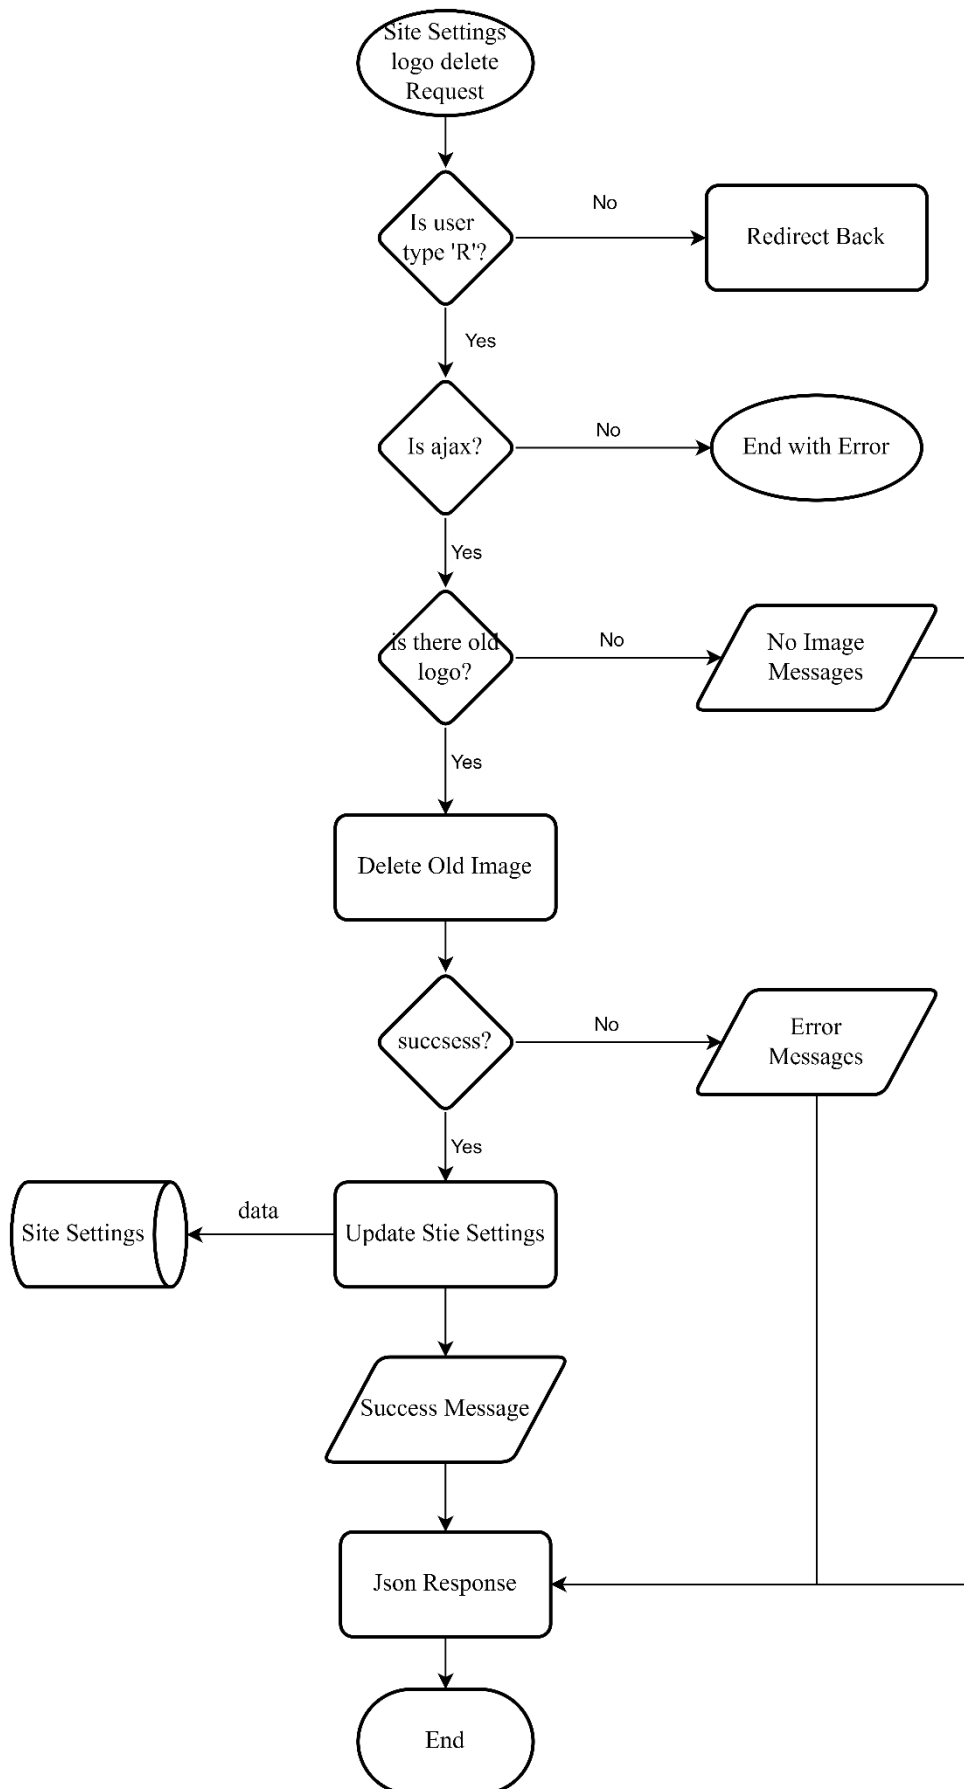 Site Settings
logo delete
Request
Is user
type 'R'?
No
Redirect Back
Yes
Is ajax?
No
End with Error
Yes
is there old
logo?
No
No Image
Messages
Yes
Delete Old Image
succsess?
No
Error
Messages
Yes
Site Settings
data
Update Stie Settings
Success Message
Json Response
End